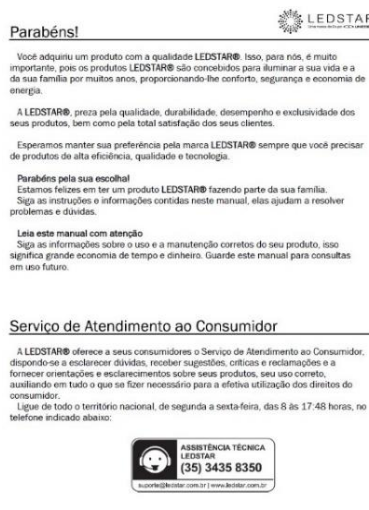 LEDSTAR
Parabéns!
Você adquiriu um produto com a qualidade LEDSTAR®. Isso, para nós, é muito
importante, pois os produtos LEDSTAR® são concebidos para iluminar a sua vida e a
da sua família por muitos anos, proporcionando-lhe conforto, segurança e economia de
energia.
A LEDSTAR®, preza pela qualidade, durabilidade, desempenho e exclusividade dos
seus produtos, bem como pela total satisfação dos seus clientes.
Esperamos manter sua preferência pela marca LEDSTAR® sempre que você precisar
de produtos de alta eficiência, qualidade e tecnologia.
Parabéns pela sua escolha!
Estamos felizes em ter um produto LEDSTAR® fazendo parte da sua família.
Siga as instruções e informações contidas neste manual, elas ajudam a resolver
problemas e dúvidas.
Leia este manual com atenção
Siga as informações sobre o uso e a manutenção corretos do seu produto, isso
significa grande economia de tempo e dinheiro. Guarde este manual para consultas
em uso futuro.
Serviço de Atendimento ao Consumidor
A LEDSTAR® oferece a seus consumidores o Serviço de Atendimento ao Consumidor,
dispondo-se a esclarecer dúvidas, receber sugestões, críticas e reclamações e a
fornecer orientações e esclarecimentos sobre seus produtos, seu uso correto,
auxiliando em tudo o que se fizer necessário para a efetiva utilização dos direitos do
consumidor.
Ligue de todo o território nacional, de segunda a sexta-feira, das 8 às 17:48 horas, no
telefone indicado abaixo:
ASSISTÊNCIA TÉCNICA
LEDSTAR
(35) 3435 8350
suporte@ledstar.com.br | www.ledstar.com.br